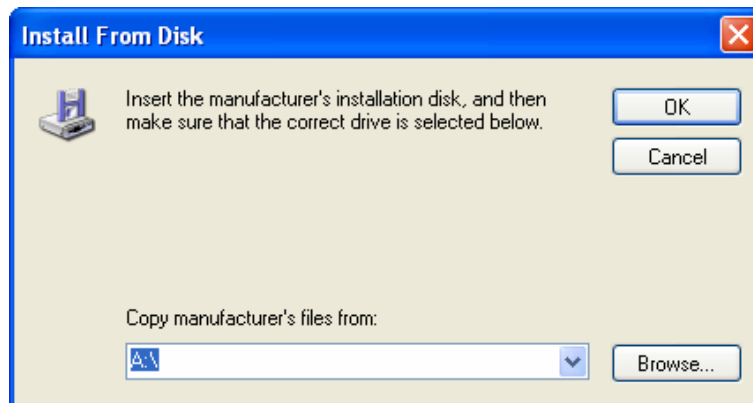 Install From Disk
Insert the manufacturer's installation disk, and then
make sure that the correct drive is selected below.
OK
Cancel
Copy manufacturer's files from:
A:\
Browse...